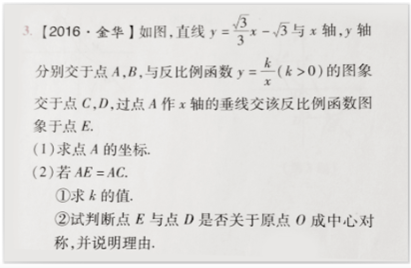 3.【2016·金华】如图,直线 y=\frac{\sqrt{3}}{3}x-\sqrt{3} 与 x 轴,y 轴
分别交于点 A,B,与反比例函数 y=\frac{k}{x}(k>0)的图象
交于点 C,D,过点 A 作 x 轴的垂线交该反比例函数图
象于点 E.
(1)求点 A 的坐标.
(2)若 AE=AC.
①求 k 的值.
②试判断点 E 与点 D 是否关于原点 O 成中心对
称,并说明理由.